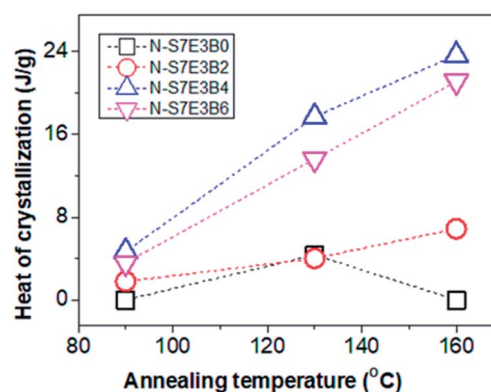 Heat of crystallization (J/g)
24
16
8
0
N-S7E3B0
N-S7E3B2
N-S7E3B4
N-S7E3B6
80 100 120 140 160
Annealing temperature (°C)